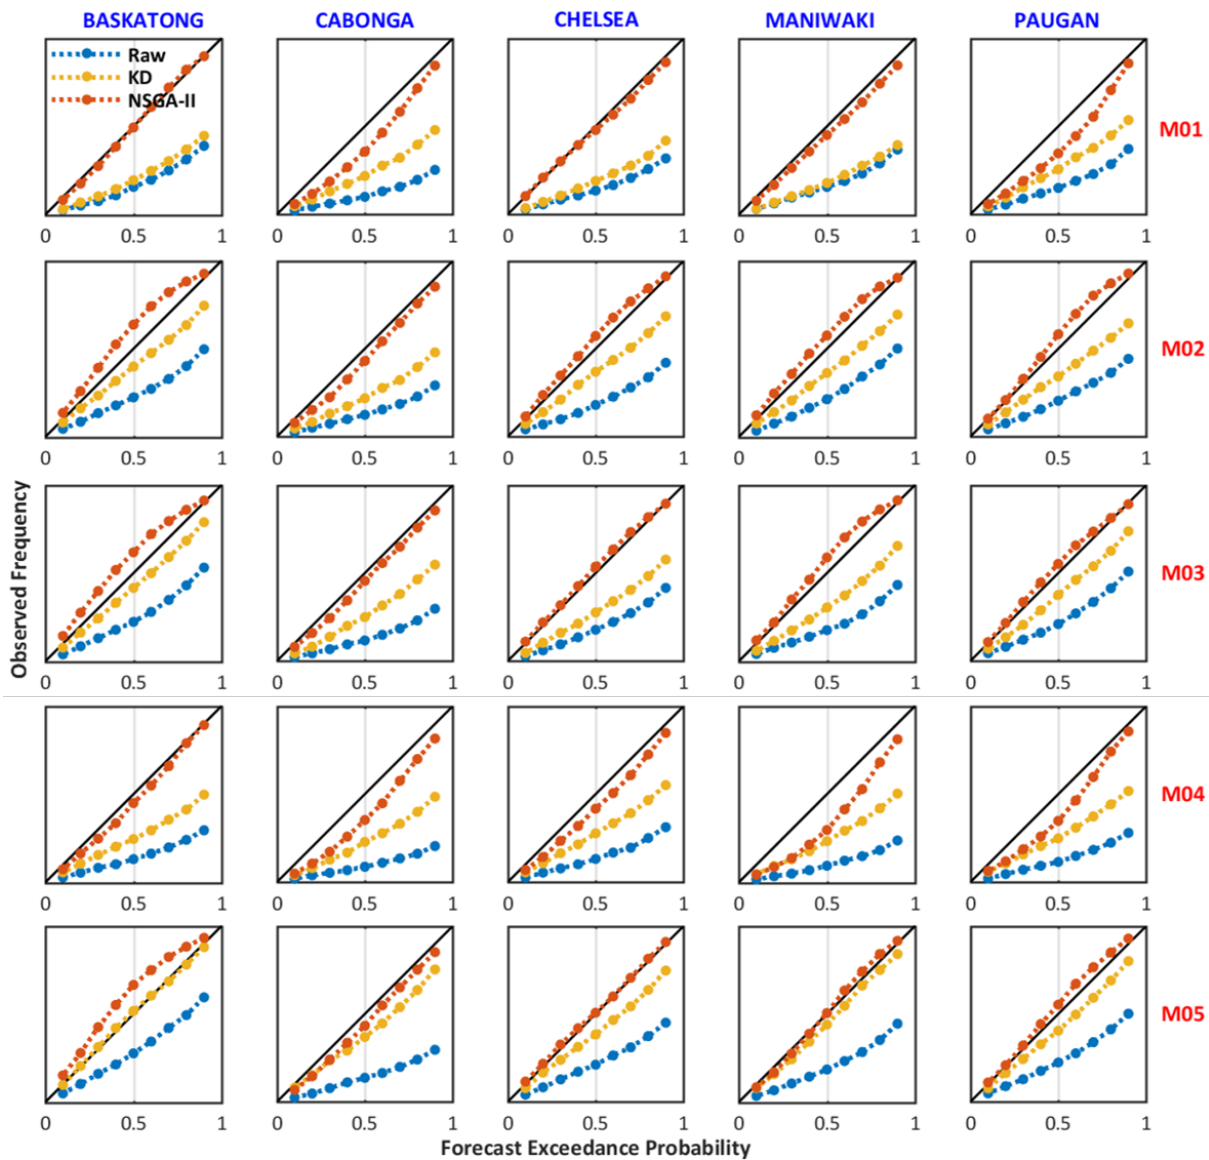 BASKATONG CABONGA CHELSEA MANIWAKI PAUGAN
Raw
KD
NSGA-II
M01
0 0.5 1 0 0.5 1 0 0.5 1 0 0.5 1 0 0.5 1
M02
0 0.5 1 0 0.5 1 0 0.5 1 0 0.5 1 0 0.5 1
Observed Frequency
M03
0 0.5 1 0 0.5 1 0 0.5 1 0 0.5 1 0 0.5 1
M04
0 0.5 1 0 0.5 1 0 0.5 1 0 0.5 1 0 0.5 1
M05
0 0.5 1 0 0.5 1 0 0.5 1 0 0.5 1 0 0.5 1
Forecast Exceedance Probability